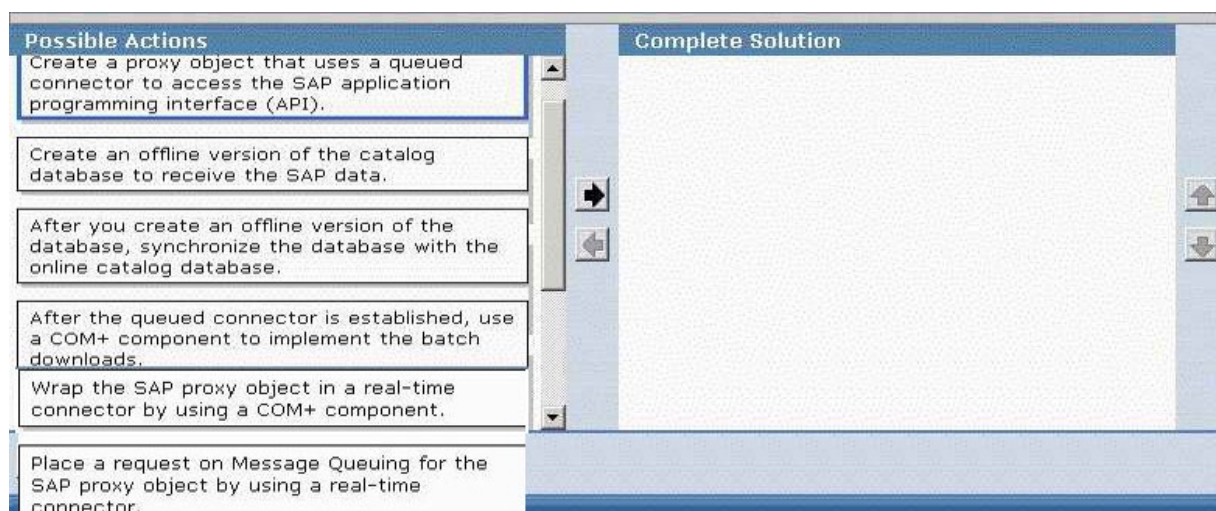 Possible Actions
Complete Solution
Create a proxy object that uses a queued
connector to access the SAP application
programming interface (API).
Create an offline version of the catalog
database to receive the SAP data.
After you create an offline version of the
database, synchronize the database with the
online catalog database.
After the queued connector is established, use
a COM+ component to implement the batch
downloads.
Wrap the SAP proxy object in a real-time
connector by using a COM+ component.
Place a request on Message Queuing for the
SAP proxy object by using a real-time
connector.